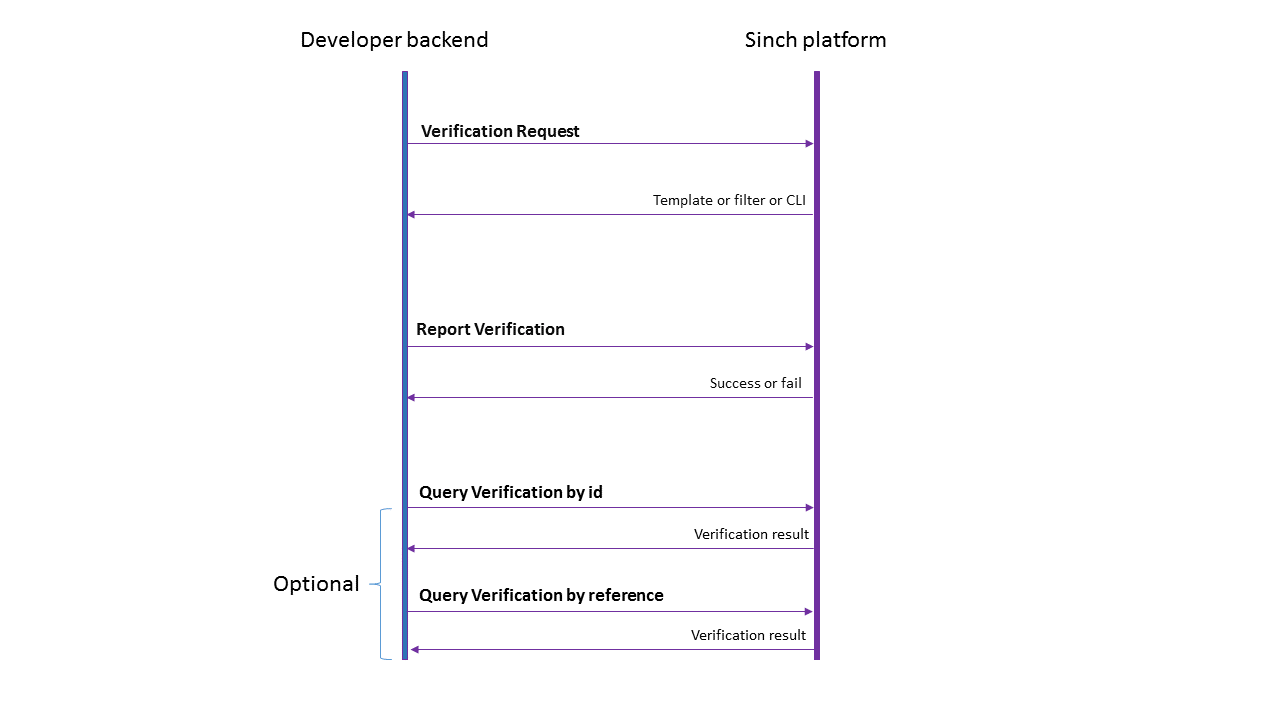 Developer backend
Sinch platform
Verification Request
Template or filter or CLI
Report Verification
Success or fail
Query Verification by id
Verification result
Optional
Query Verification by reference
Verification result